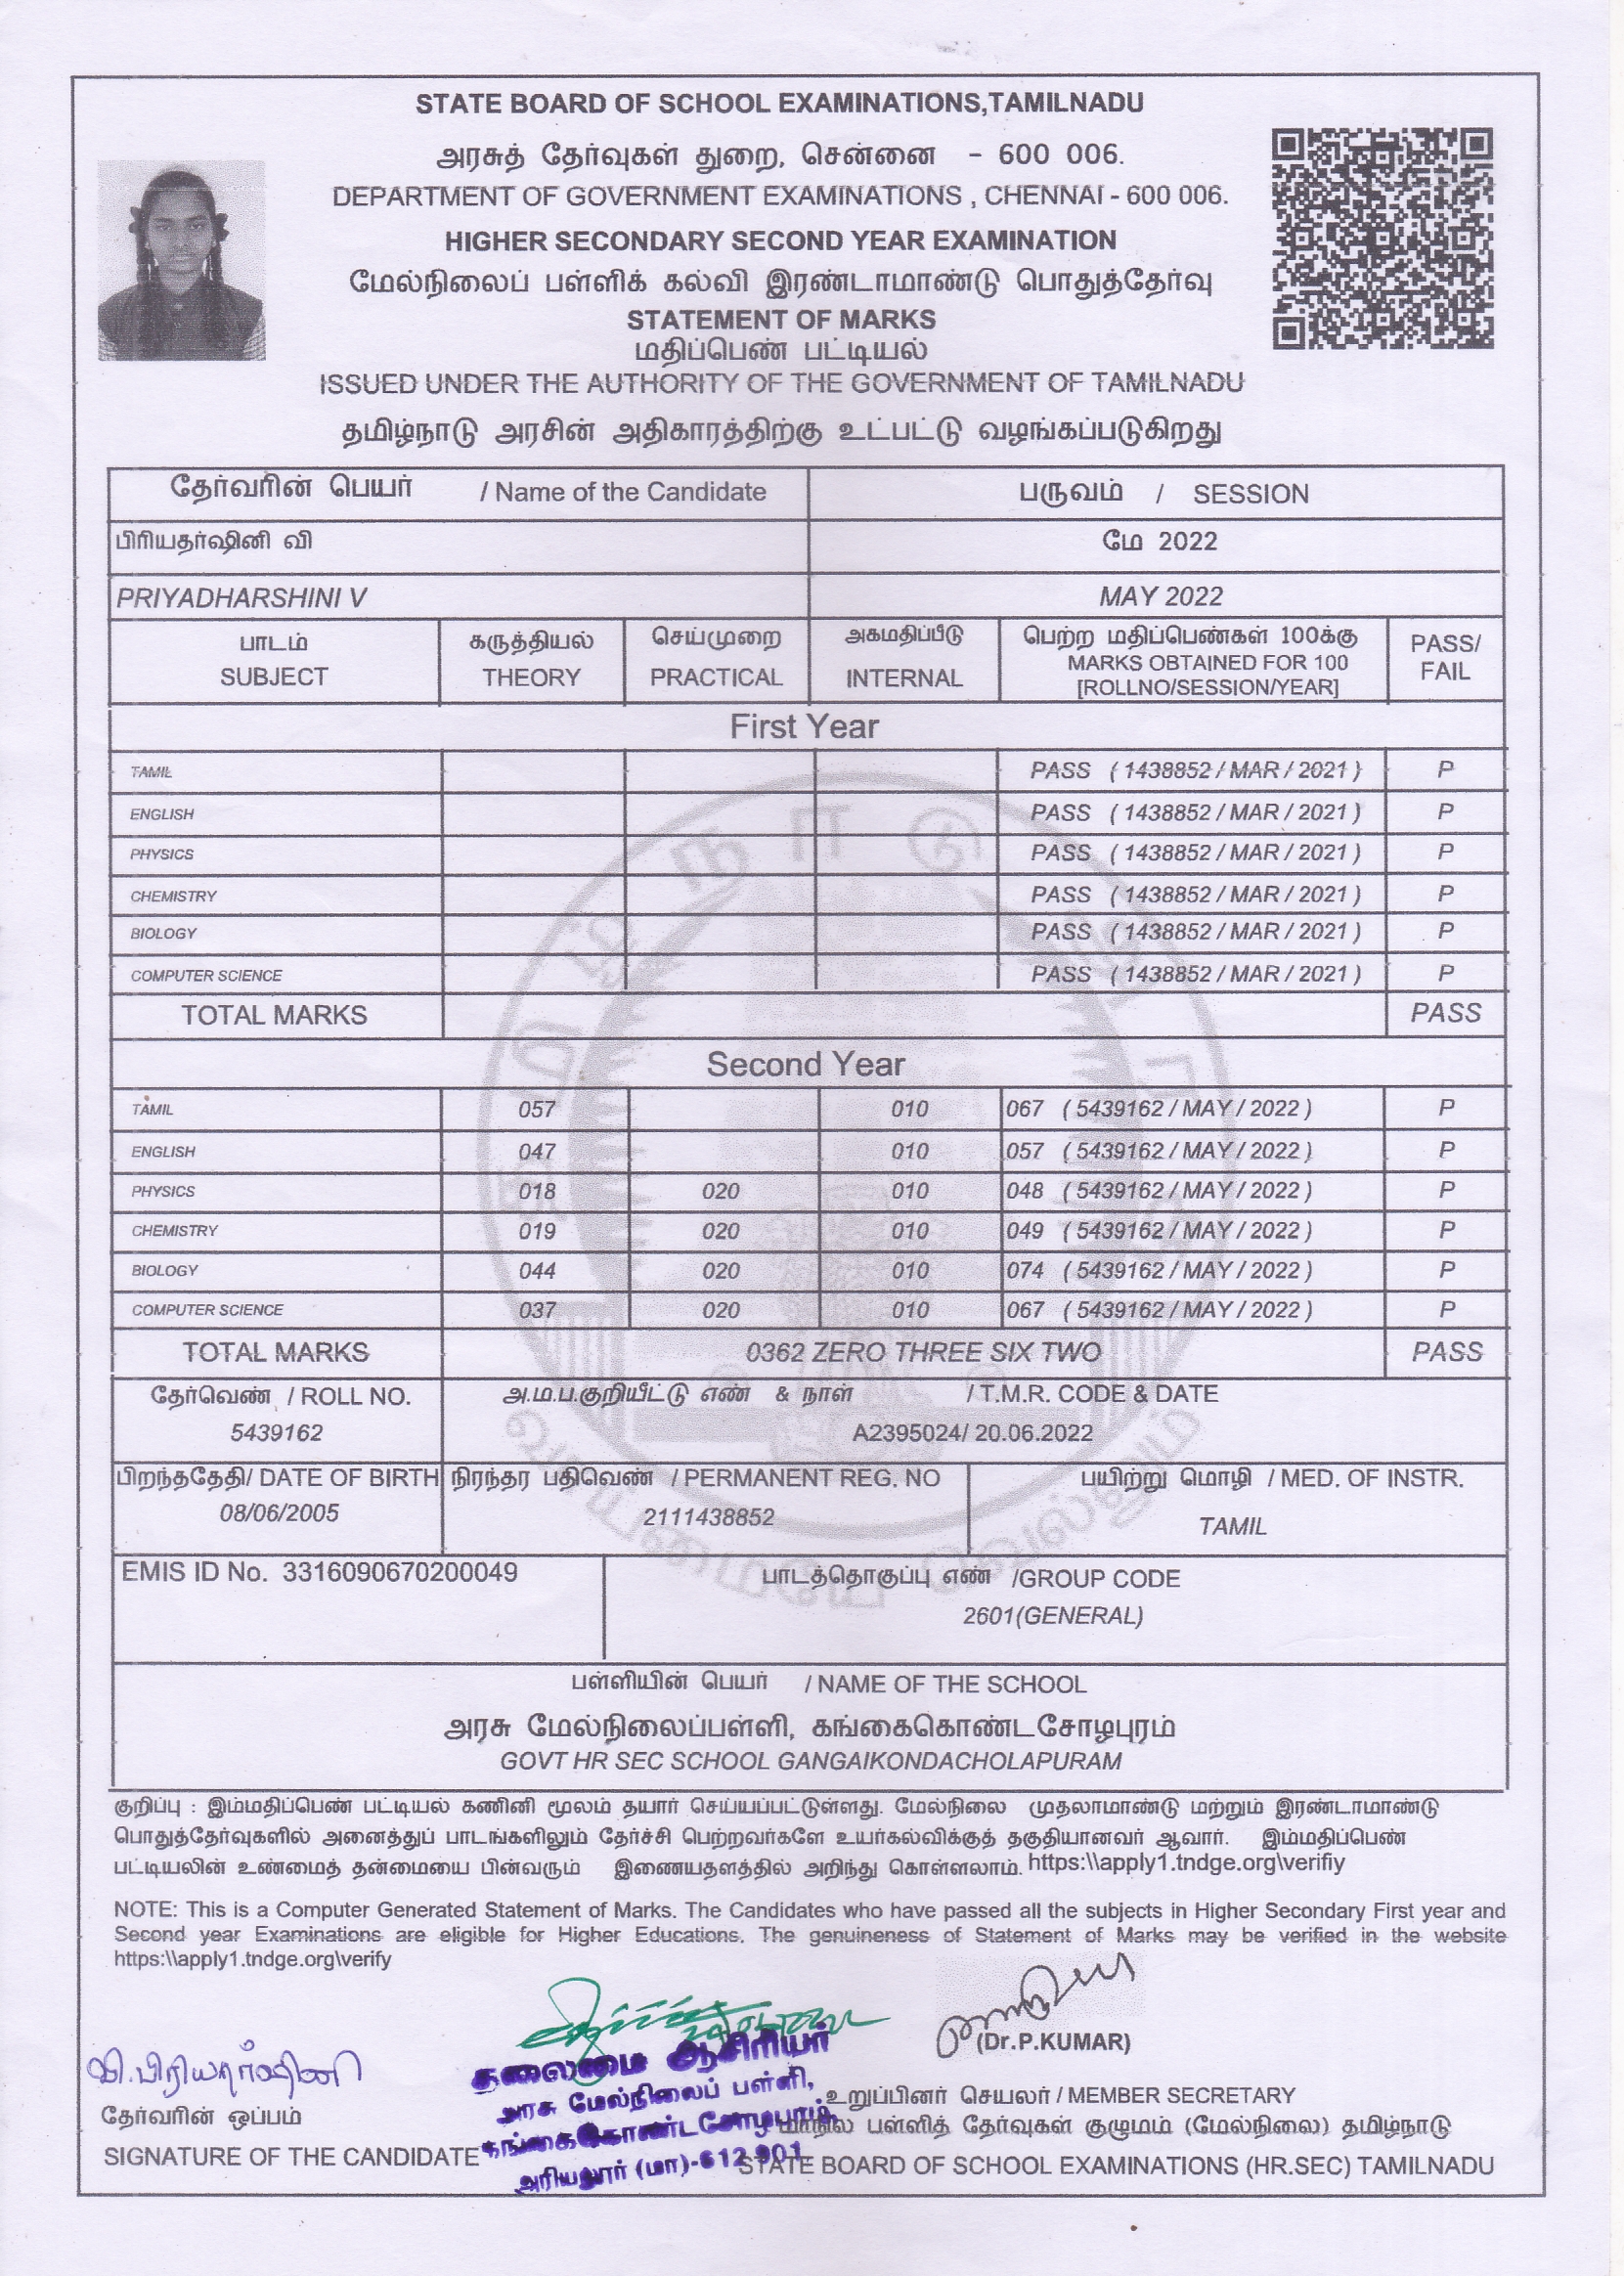 STATE BOARD OF SCHOOL EXAMINATIONS,TAMILNADU
அரசுத் தேர்வுகள் துறை, சென்னை - 600 006.
DEPARTMENT OF GOVERNMENT EXAMINATIONS , CHENNAI - 600 006.
HIGHER SECONDARY SECOND YEAR EXAMINATION
மேல்நிலைப் பள்ளிக் கல்வி இரண்டாமாண்டு பொதுத்தேர்வு
STATEMENT OF MARKS
மதிப்பெண் பட்டியல்
ISSUED UNDER THE AUTHORITY OF THE GOVERNMENT OF TAMILNADU
தமிழ்நாடு அரசின் அதிகாரத்திற்கு உட்பட்டு வழங்கப்படுகிறது
தேர்வரின் பெயர் / Name of the Candidate பருவம் / SESSION
பிரியதர்ஷினி வி மே 2022
PRIYADHARSHINI V MAY 2022
பாடம் கருத்தியல் செய்முறை அகமதிப்பீடு பெற்ற மதிப்பெண்கள் 100க்கு PASS/
SUBJECT THEORY PRACTICAL INTERNAL MARKS OBTAINED FOR 100 FAIL
[ROLLNO/SESSION/YEAR]
First Year
TAMIL PASS ( 1438852 / MAR / 2021 ) P
ENGLISH PASS ( 1438852 / MAR / 2021 ) P
PHYSICS PASS ( 1438852 / MAR / 2021 ) P
CHEMISTRY PASS ( 1438852 / MAR / 2021 ) P
BIOLOGY PASS ( 1438852 / MAR / 2021 ) P
COMPUTER SCIENCE PASS ( 1438852 / MAR / 2021 ) P
TOTAL MARKS PASS
Second Year
TAMIL 057 010 067 ( 5439162 / MAY / 2022 ) P
ENGLISH 047 010 057 ( 5439162 / MAY / 2022 ) P
PHYSICS 018 020 010 048 ( 5439162 / MAY / 2022 ) P
CHEMISTRY 019 020 010 049 ( 5439162 / MAY / 2022 ) P
BIOLOGY 044 020 010 074 ( 5439162 / MAY / 2022 ) P
COMPUTER SCIENCE 037 020 010 067 ( 5439162 / MAY / 2022 ) P
TOTAL MARKS 0362 ZERO THREE SIX TWO PASS
தேர்வெண் / ROLL NO. அ.ம.ப.குறியீட்டு எண் & நாள் / T.M.R. CODE & DATE
5439162 A2395024/ 20.06.2022
பிறந்ததேதி/ DATE OF BIRTH நிரந்தர பதிவெண் / PERMANENT REG. NO பயிற்று மொழி / MED. OF INSTR.
08/06/2005 2111438852 TAMIL
EMIS ID No. 3316090670200049 பாடத்தொகுப்பு எண் /GROUP CODE
2601(GENERAL)
பள்ளியின் பெயர் / NAME OF THE SCHOOL
அரசு மேல்நிலைப்பள்ளி, கங்கைகொண்டசோழபுரம்
GOVT HR SEC SCHOOL GANGAIKONDACHOLAPURAM
குறிப்பு : இம்மதிப்பெண் பட்டியல் கணினி மூலம் தயார் செய்யப்பட்டுள்ளது. மேல்நிலை முதலாமாண்டு மற்றும் இரண்டாமாண்டு
பொதுத்தேர்வுகளில் அனைத்துப் பாடங்களிலும் தேர்ச்சி பெற்றவர்களே உயர்கல்விக்குத் தகுதியானவர் ஆவார். இம்மதிப்பெண்
பட்டியலின் உண்மைத் தன்மையை பின்வரும் இணையதளத்தில் அறிந்து கொள்ளலாம். https:\\apply1.tndge.org\verifiy
NOTE: This is a Computer Generated Statement of Marks. The Candidates who have passed all the subjects in Higher Secondary First year and
Second year Examinations are eligible for Higher Educations. The genuineness of Statement of Marks may be verified in the website
https:\\apply1.tndge.org\verify
(Dr.P.KUMAR)
தலைமை ஆசிரியர்
அரசு மேல்நிலைப் பள்ளி,
கங்கைகொண்டசோழபுரம்,
அரியலூர் (மா)-612 901.
வி.பிரியதர்ஷினி
தேர்வரின் ஒப்பம்
SIGNATURE OF THE CANDIDATE
உறுப்பினர் செயலர் / MEMBER SECRETARY
மாநில பள்ளித் தேர்வுகள் குழுமம் (மேல்நிலை) தமிழ்நாடு
STATE BOARD OF SCHOOL EXAMINATIONS (HR.SEC) TAMILNADU